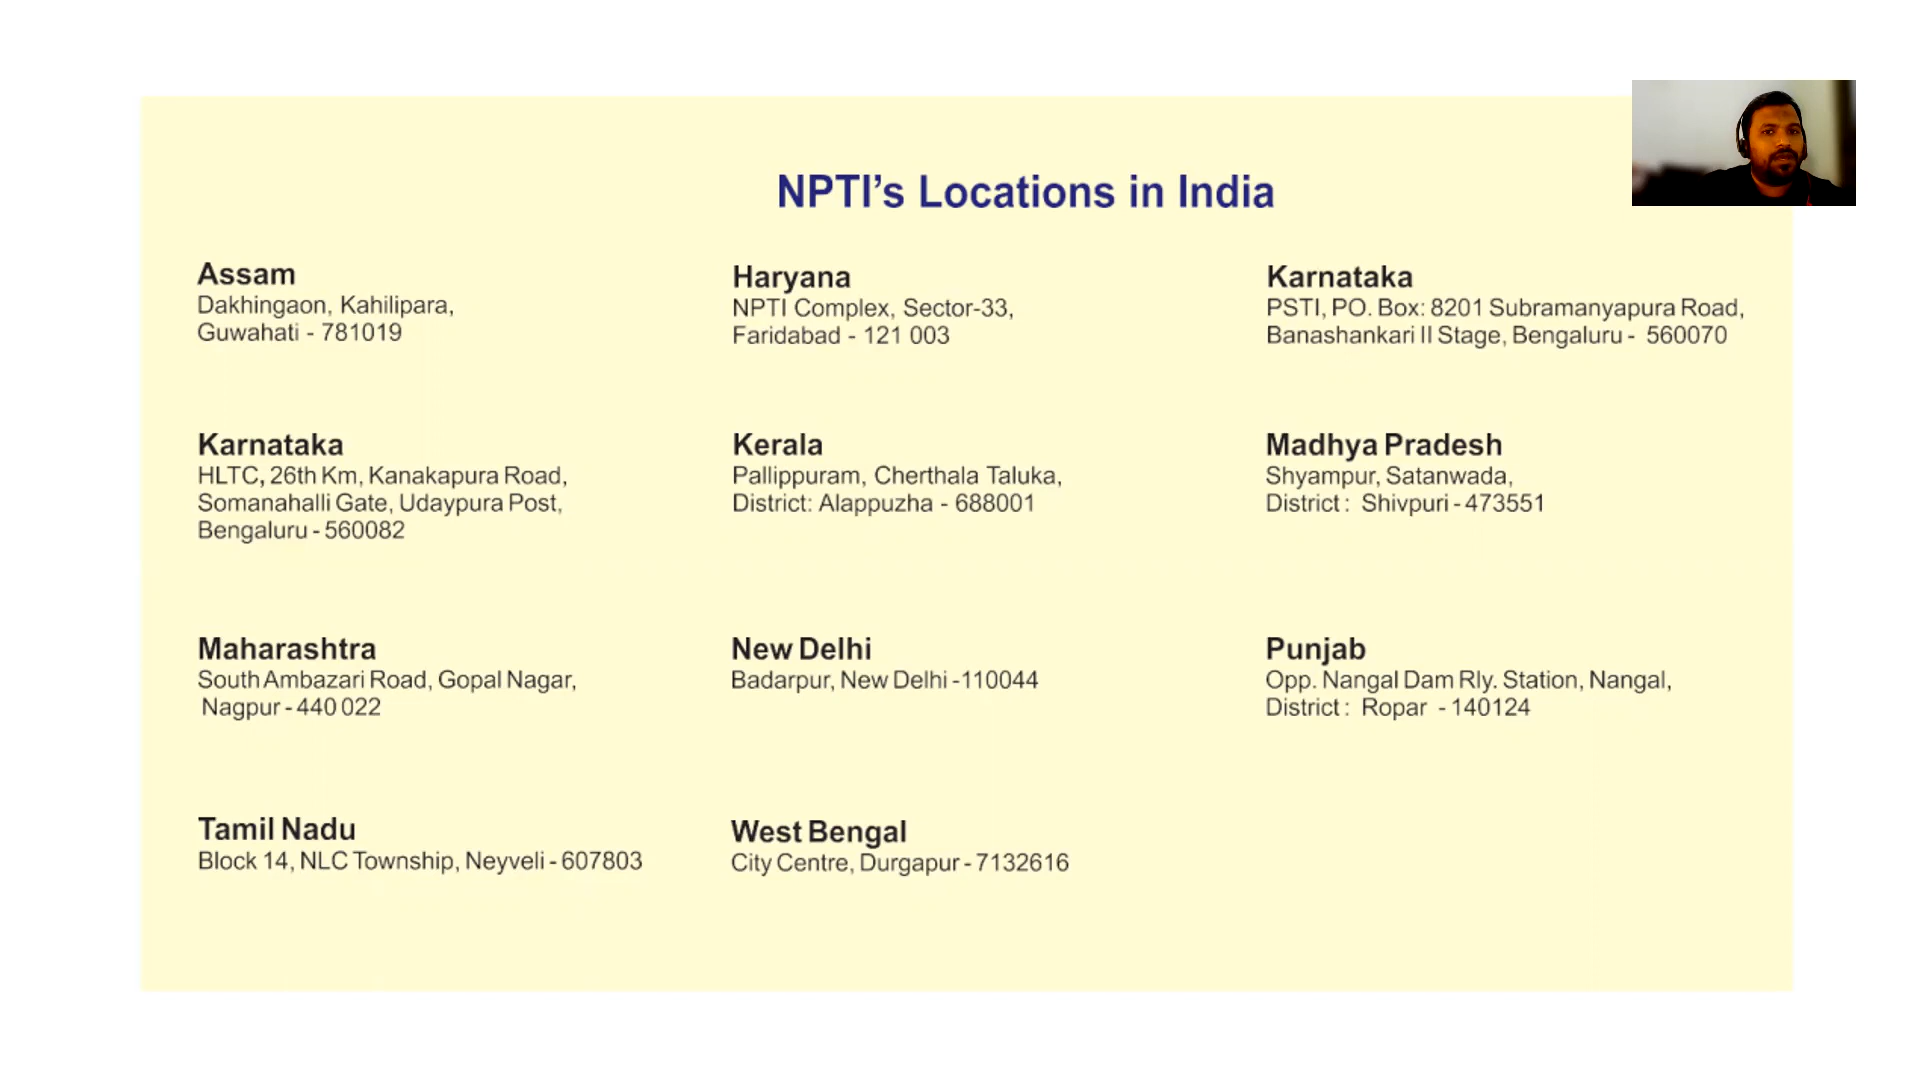 NPTI’s Locations in India
Assam
Dakhingaon, Kahilipara,
Guwahati - 781019
Haryana
NPTI Complex, Sector-33,
Faridabad - 121 003
Karnataka
PSTI, PO. Box: 8201 Subramanyapura Road,
Banashankari II Stage, Bengaluru - 560070
Karnataka
HLTC, 26th Km, Kanakapura Road,
Somanahalli Gate, Udaypura Post,
Bengaluru - 560082
Kerala
Pallippuram, Cherthala Taluka,
District: Alappuzha - 688001
Madhya Pradesh
Shyampur, Satanwada,
District : Shivpuri - 473551
Maharashtra
South Ambazari Road, Gopal Nagar,
Nagpur - 440 022
New Delhi
Badarpur, New Delhi -110044
Punjab
Opp. Nangal Dam Rly. Station, Nangal,
District : Ropar - 140124
Tamil Nadu
Block 14, NLC Township, Neyveli - 607803
West Bengal
City Centre, Durgapur - 7132616